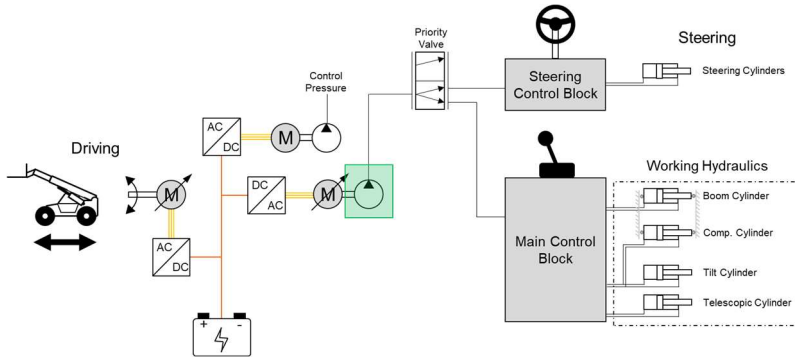 Priority
Valve
Steering
Steering
Control Block
Steering Cylinders
Control
Pressure
AC
DC
M
Driving
M
DC
AC
M
AC
DC
+ -
Working Hydraulics
Main Control
Block
Boom Cylinder
Comp. Cylinder
Tilt Cylinder
Telescopic Cylinder